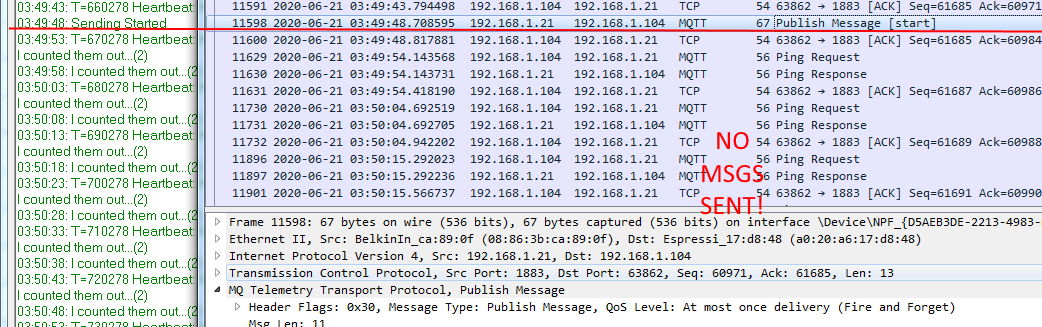 03:49:43: T=660278 Heartbeat:
03:49:48: Sending Started
03:49:53: T=670278 Heartbeat:
I counted them out...(2)
03:49:58: I counted them out...(2)
03:50:03: T=680278 Heartbeat:
I counted them out...(2)
03:50:08: I counted them out...(2)
03:50:13: T=690278 Heartbeat:
I counted them out...(2)
03:50:18: I counted them out...(2)
03:50:23: T=700278 Heartbeat:
I counted them out...(2)
03:50:28: I counted them out...(2)
03:50:33: T=710278 Heartbeat:
I counted them out...(2)
03:50:38: I counted them out...(2)
03:50:43: T=720278 Heartbeat:
I counted them out...(2)
03:50:48: I counted them out...(2)
03:50:53: T=730278 Heartbeat:
11591 2020-06-21 03:49:43.794498 192.168.1.104 192.168.1.21 TCP 54 63862 → 1883 [ACK] Seq=61685 Ack=60971
11598 2020-06-21 03:49:48.708595 192.168.1.21 192.168.1.104 MQTT 67 Publish Message [start]
11600 2020-06-21 03:49:48.817881 192.168.1.104 192.168.1.21 TCP 54 63862 → 1883 [ACK] Seq=61685 Ack=60984
11629 2020-06-21 03:49:54.143568 192.168.1.104 192.168.1.21 MQTT 56 Ping Request
11630 2020-06-21 03:49:54.143731 192.168.1.21 192.168.1.104 MQTT 56 Ping Response
11631 2020-06-21 03:49:54.418190 192.168.1.104 192.168.1.21 TCP 54 63862 → 1883 [ACK] Seq=61687 Ack=60986
11730 2020-06-21 03:50:04.692519 192.168.1.104 192.168.1.21 MQTT 56 Ping Request
11731 2020-06-21 03:50:04.692705 192.168.1.21 192.168.1.104 MQTT 56 Ping Response
11732 2020-06-21 03:50:04.942202 192.168.1.104 192.168.1.21 TCP 54 63862 → 1883 [ACK] Seq=61689 Ack=60988
11896 2020-06-21 03:50:15.292023 192.168.1.104 192.168.1.21 MQTT 56 Ping Request
11897 2020-06-21 03:50:15.292236 192.168.1.21 192.168.1.104 MQTT 56 Ping Response
11901 2020-06-21 03:50:15.566737 192.168.1.104 192.168.1.21 TCP 54 63862 → 1883 [ACK] Seq=61691 Ack=60990
NO
MSGS
SENT!
Frame 11598: 67 bytes on wire (536 bits), 67 bytes captured (536 bits) on interface \Device\NPF_{D5AEB3DE-2213-4983-
Ethernet II, Src: BelkinIn_ca:89:0f (08:86:3b:ca:89:0f), Dst: Espressi_17:d8:48 (a0:20:a6:17:d8:48)
Internet Protocol Version 4, Src: 192.168.1.21, Dst: 192.168.1.104
Transmission Control Protocol, Src Port: 1883, Dst Port: 63862, Seq: 60971, Ack: 61685, Len: 13
MQ Telemetry Transport Protocol, Publish Message
Header Flags: 0x30, Message Type: Publish Message, QoS Level: At most once delivery (Fire and Forget)
Msg Len: 11